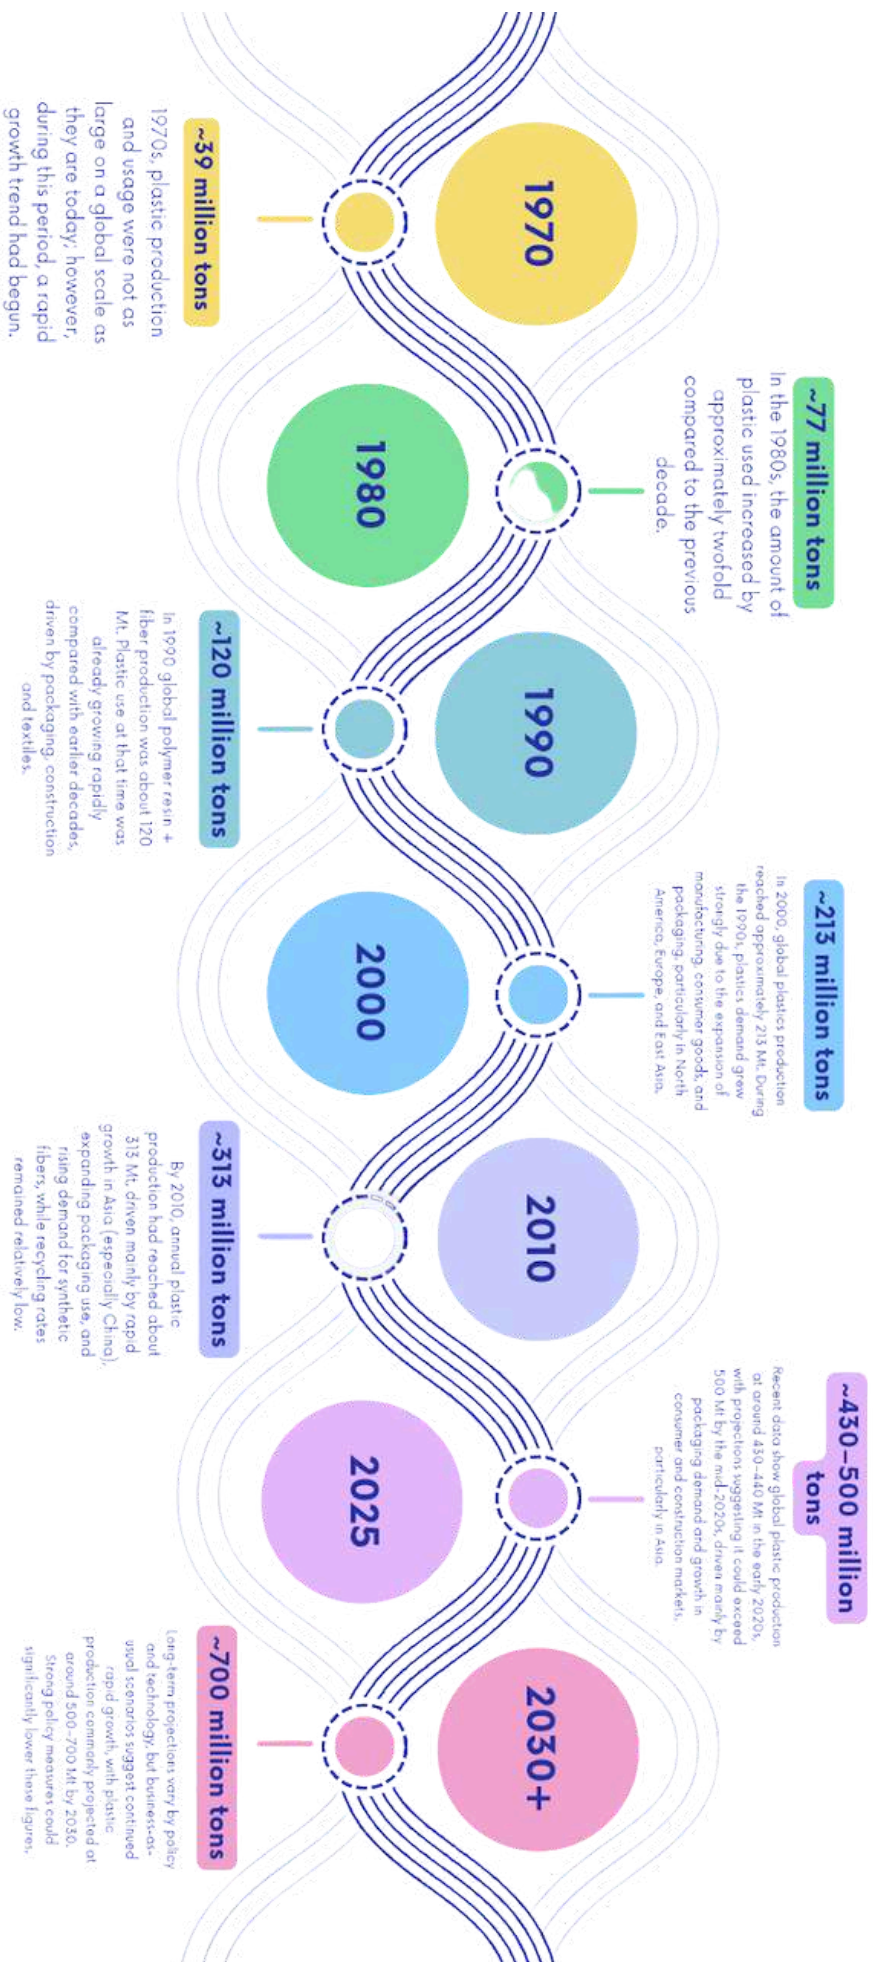 1970
~39 million tons
1970s, plastic production
and usage were not as
large on a global scale as
they are today; however,
during this period, a rapid
growth trend had begun.
~77 million tons
In the 1980s, the amount of
plastic used increased by
approximately twofold
compared to the previous
decade.
1980
1990
~120 million tons
In 1990 global polymer resin +
fiber production was about 120
Mt. Plastic use at that time was
already growing rapidly
compared with earlier decades,
driven by packaging, construction
and textiles.
~213 million tons
In 2000, global plastics production
reached approximately 213 Mt. During
the 1990s, plastics demand grew
strongly due to the expansion of
manufacturing, consumer goods, and
packaging, particularly in North
America, Europe, and East Asia.
2000
2010
~313 million tons
By 2010, annual plastic
production had reached about
313 Mt, driven mainly by rapid
growth in Asia (especially China),
expanding packaging use, and
rising demand for synthetic
fibers, while recycling rates
remained relatively low.
~430–500 million
tons
Recent data show global plastic production
at around 430–440 Mt in the early 2020s,
with projections suggesting it could exceed
500 Mt by the mid-2020s, driven mainly by
packaging demand and growth in
consumer and construction markets,
particularly in Asia.
2025
2030+
~700 million tons
Long-term projections vary by policy
and technology, but business-as-
usual scenarios suggest continued
rapid growth, with plastic
production commonly projected at
around 500–700 Mt by 2030.
Strong policy measures could
significantly lower these figures.